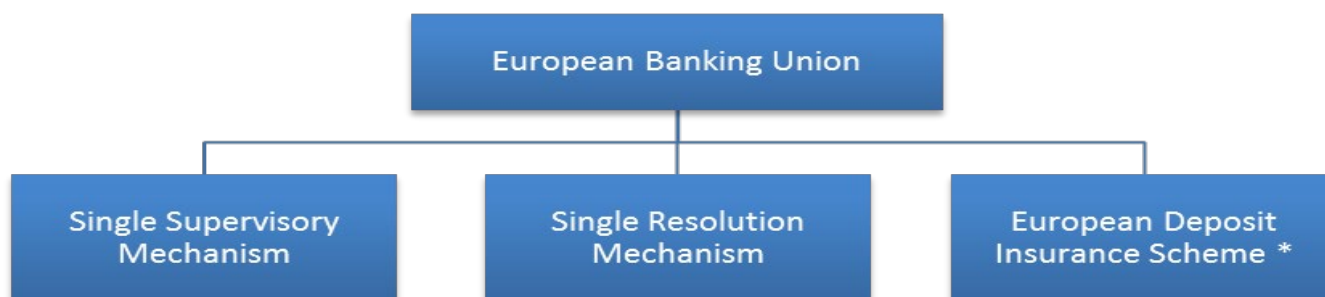 European Banking Union
Single Supervisory
Mechanism
Single Resolution
Mechanism
European Deposit
Insurance Scheme *